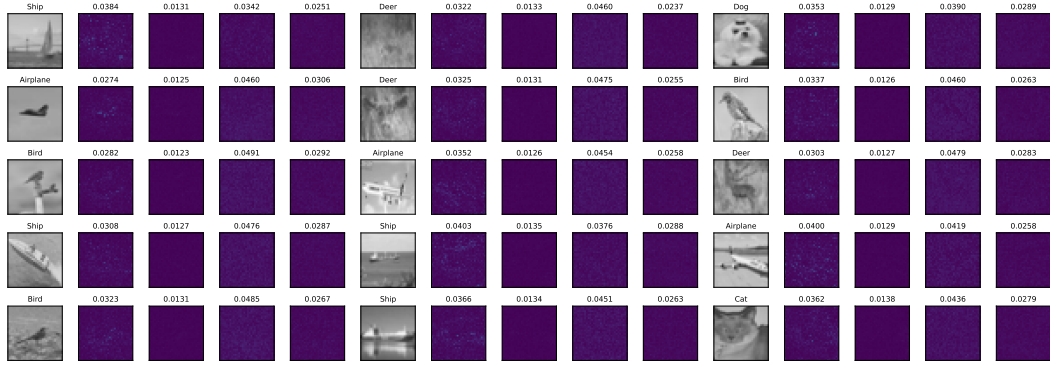 Ship 0.0384 0.0131 0.0342 0.0251 Deer 0.0322 0.0133 0.0460 0.0237 Dog 0.0353 0.0129 0.0390 0.0289
Airplane 0.0274 0.0125 0.0460 0.0306 Deer 0.0325 0.0131 0.0475 0.0255 Bird 0.0337 0.0126 0.0460 0.0263
Bird 0.0282 0.0123 0.0491 0.0292 Airplane 0.0352 0.0126 0.0454 0.0258 Deer 0.0303 0.0127 0.0479 0.0283
Ship 0.0308 0.0127 0.0476 0.0287 Ship 0.0403 0.0135 0.0376 0.0288 Airplane 0.0400 0.0129 0.0419 0.0258
Bird 0.0323 0.0131 0.0485 0.0267 Ship 0.0366 0.0134 0.0451 0.0263 Cat 0.0362 0.0138 0.0436 0.0279